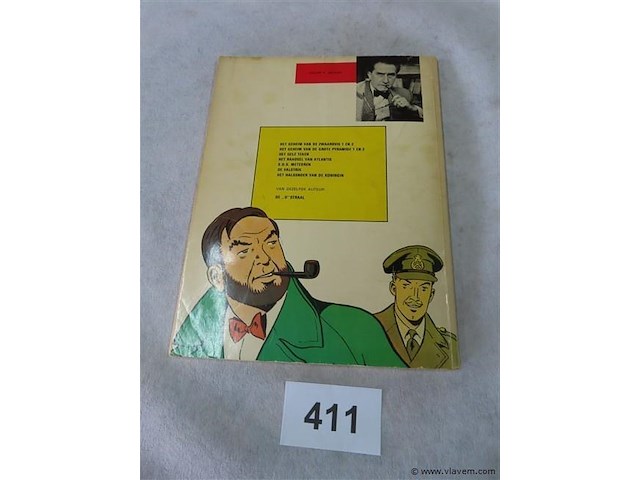 HET GEHEIM VAN DE ZWAARDVIS 1 EN 2
HET GEHEIM VAN DE GROTE PYRAMIDE 1 EN 2
HET GELE TEKEN
HET RAADSEL VAN ATLANTIS
S.O.S. METEOREN
DE VALSTRIK
HET HALSSNOER VAN DE KONINGIN
VAN DEZELFDE AUTEUR
DE „U" STRAAL
411
© www.viavem.com